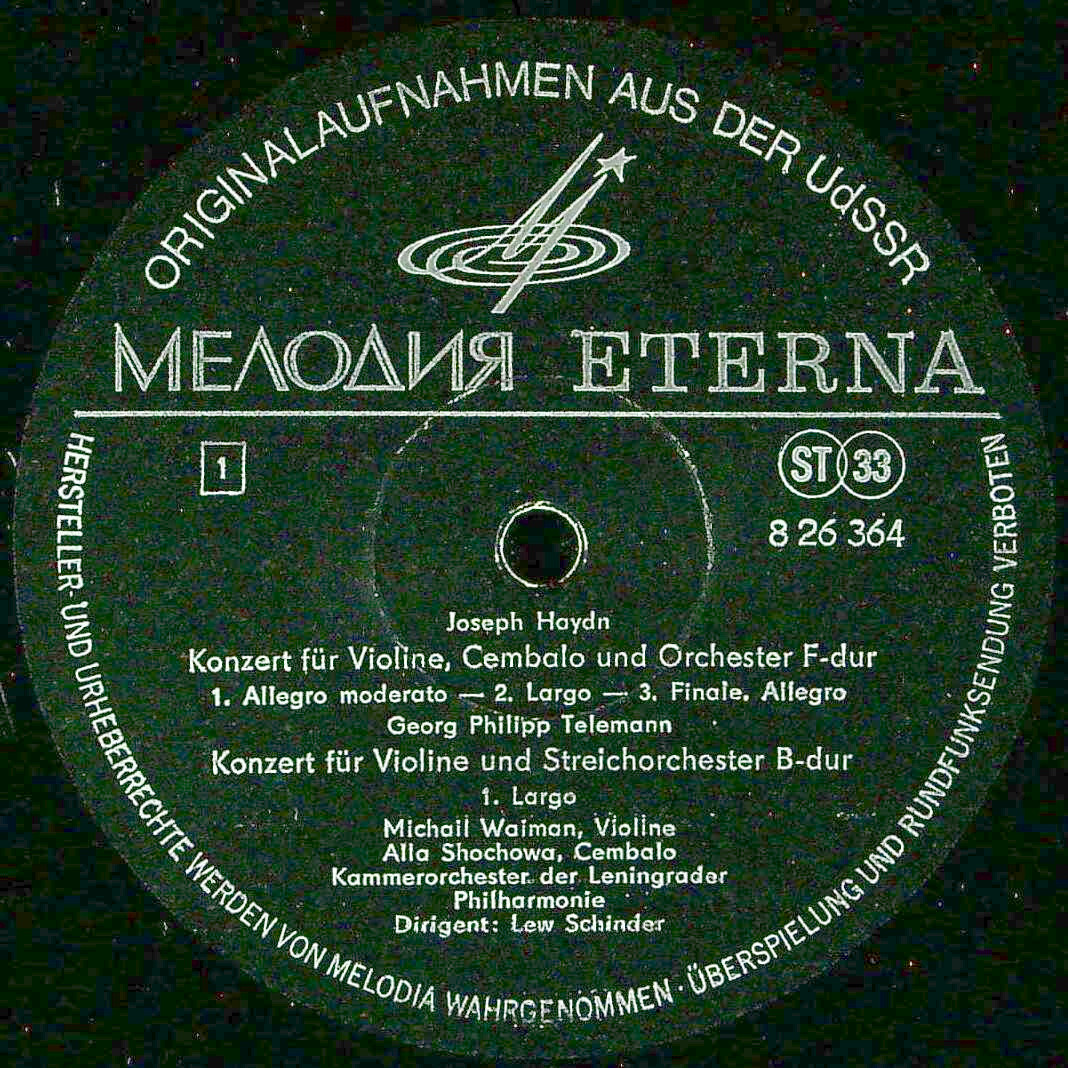 ORIGINALAUFNAHMEN AUS DER UdSSR
МЕЛОДИЯ ETERNA
1
ST 33
8 26 364
Joseph Haydn
Konzert für Violine, Cembalo und Orchester F-dur
1. Allegro moderato — 2. Largo — 3. Finale. Allegro
Georg Philipp Telemann
Konzert für Violine und Streichorchester B-dur
1. Largo
Michail Waiman, Violine
Alla Shochowa, Cembalo
Kammerorchester der Leningrader
Philharmonie
Dirigent: Lew Schinder
HERSTELLER- UND URHEBERRECHTE WERDEN VON MELODIA WAHRGENOMMEN · ÜBERSPIELUNG UND RUNDFUNKSENDUNG VERBOTEN